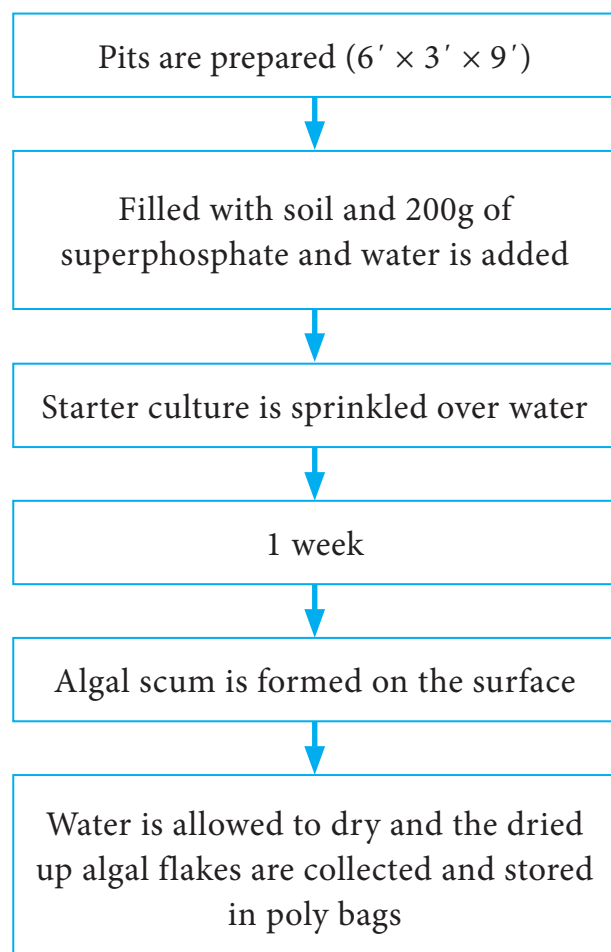 Pits are prepared (6′ × 3′ × 9′)
Filled with soil and 200g of
superphosphate and water is added
Starter culture is sprinkled over water
1 week
Algal scum is formed on the surface
Water is allowed to dry and the dried
up algal flakes are collected and stored
in poly bags